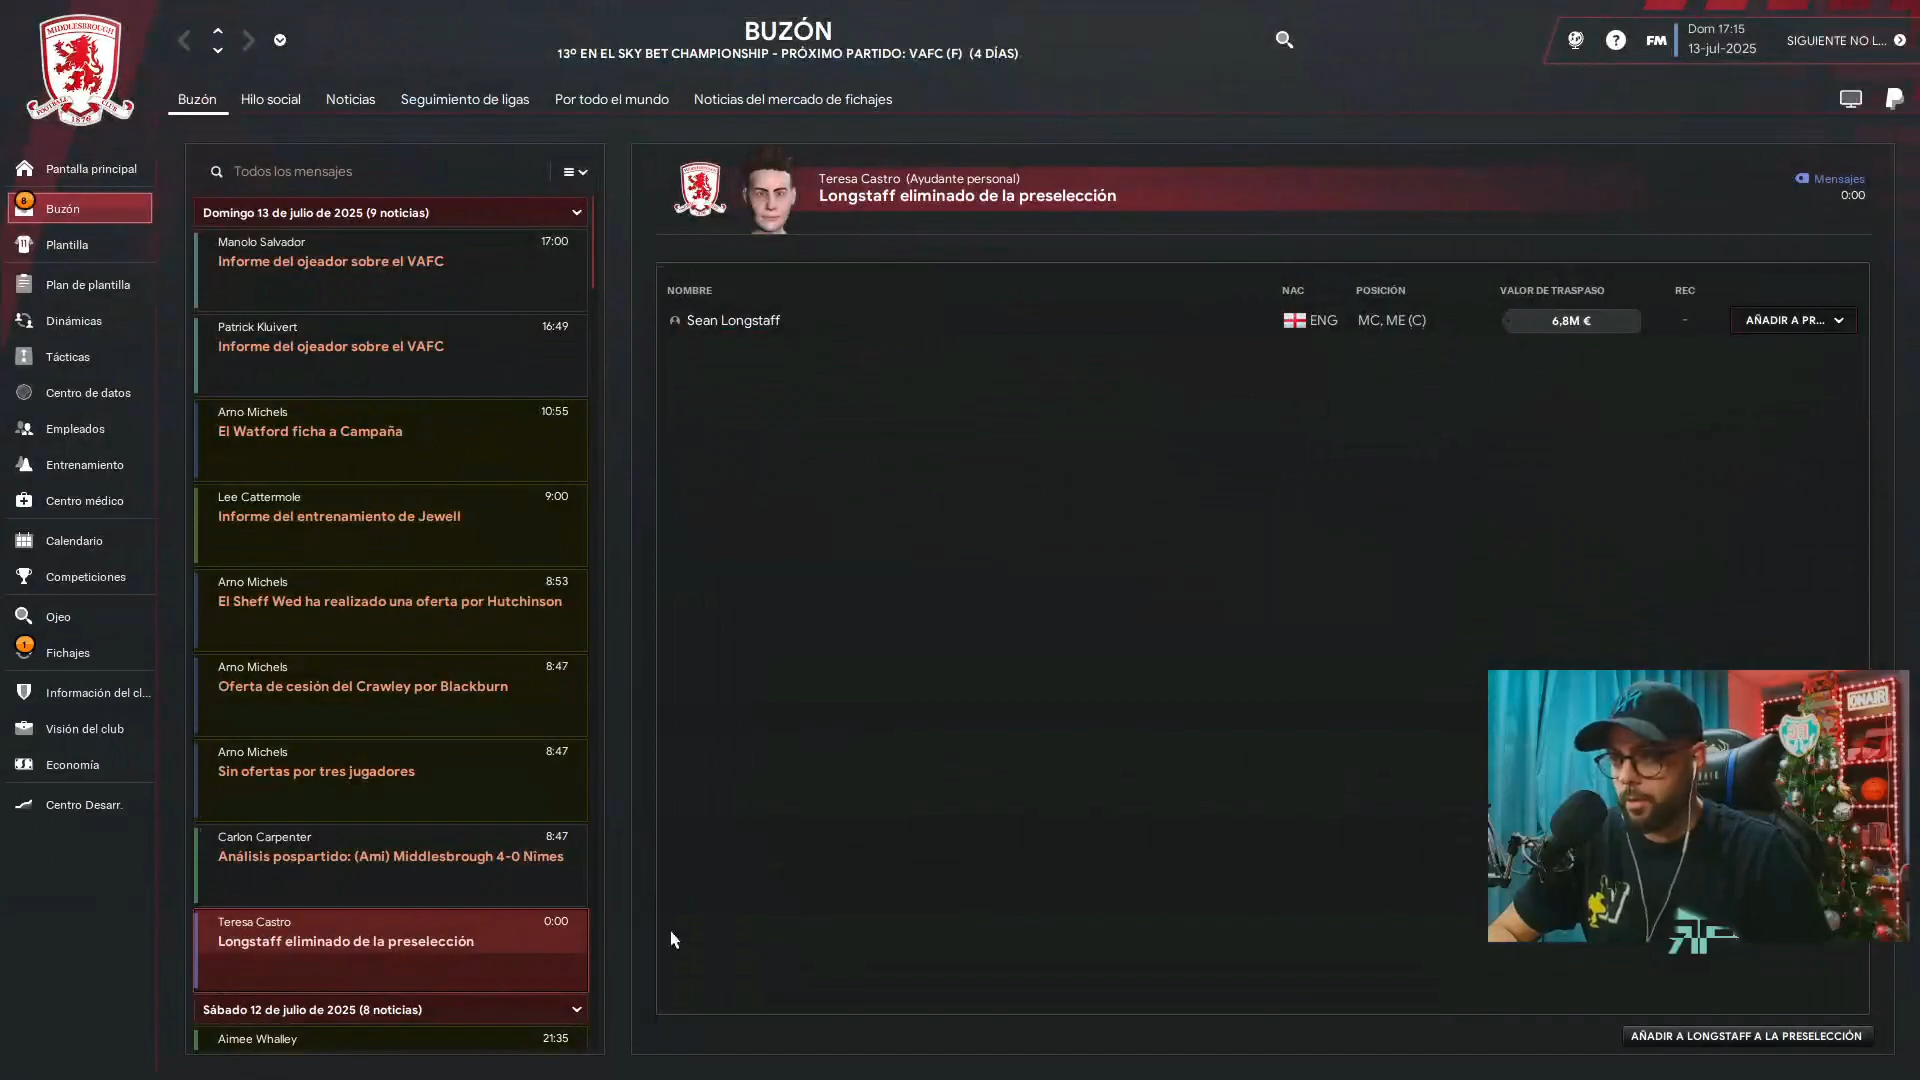 MIDDLESBROUGH
FOOTBALL CLUB
1876
BUZÓN
13º EN EL SKY BET CHAMPIONSHIP - PRÓXIMO PARTIDO: VAFC (F) (4 DÍAS)
FM
Dom 17:15
13-jul-2025
SIGUIENTE NO L...
Buzón
Hilo social
Noticias
Seguimiento de ligas
Por todo el mundo
Noticias del mercado de fichajes
Pantalla principal
8
Buzón
11
Plantilla
Plan de plantilla
Dinámicas
Tácticas
Centro de datos
Empleados
Entrenamiento
Centro médico
Calendario
Competiciones
Ojeo
1
Fichajes
Información del cl...
Visión del club
Economía
Centro Desarr.
Todos los mensajes
Domingo 13 de julio de 2025 (9 noticias)
Manolo Salvador 17:00
Informe del ojeador sobre el VAFC
Patrick Kluivert 16:49
Informe del ojeador sobre el VAFC
Arno Michels 10:55
El Watford ficha a Campaña
Lee Cattermole 9:00
Informe del entrenamiento de Jewell
Arno Michels 8:53
El Sheff Wed ha realizado una oferta por Hutchinson
Arno Michels 8:47
Oferta de cesión del Crawley por Blackburn
Arno Michels 8:47
Sin ofertas por tres jugadores
Carlon Carpenter 8:47
Análisis pospartido: (Ami) Middlesbrough 4-0 Nîmes
Teresa Castro 0:00
Longstaff eliminado de la preselección
Sábado 12 de julio de 2025 (8 noticias)
Aimee Whalley 21:35
Teresa Castro (Ayudante personal)
Longstaff eliminado de la preselección
Mensajes
0:00
NOMBRE NAC POSICIÓN VALOR DE TRASPASO REC
Sean Longstaff ENG MC, ME (C) 6,8M € - AÑADIR A PR...
ON AIR
AÑADIR A LONGSTAFF A LA PRESELECCIÓN